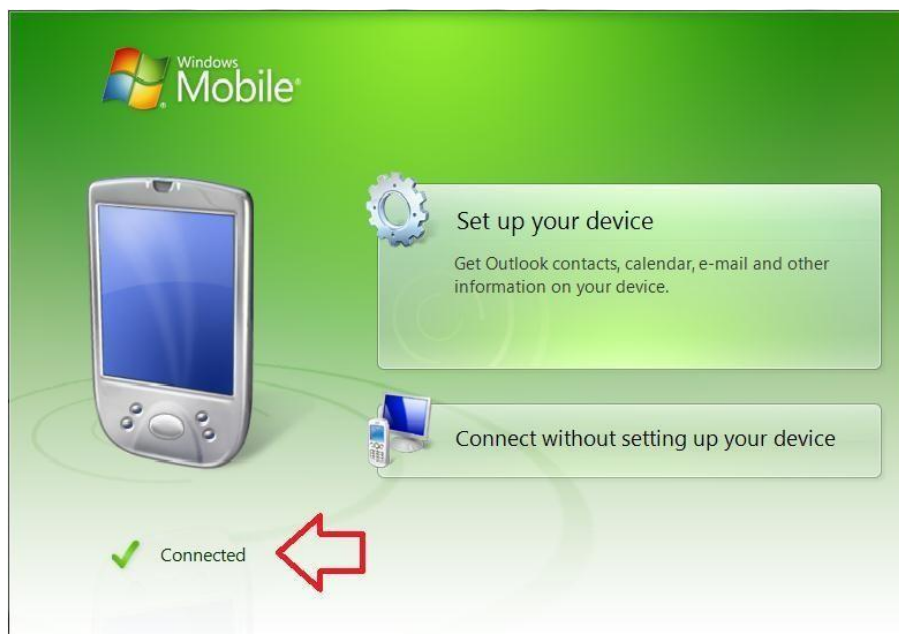 Windows
Mobile®
Set up your device
Get Outlook contacts, calendar, e-mail and other
information on your device.
Connect without setting up your device
Connected